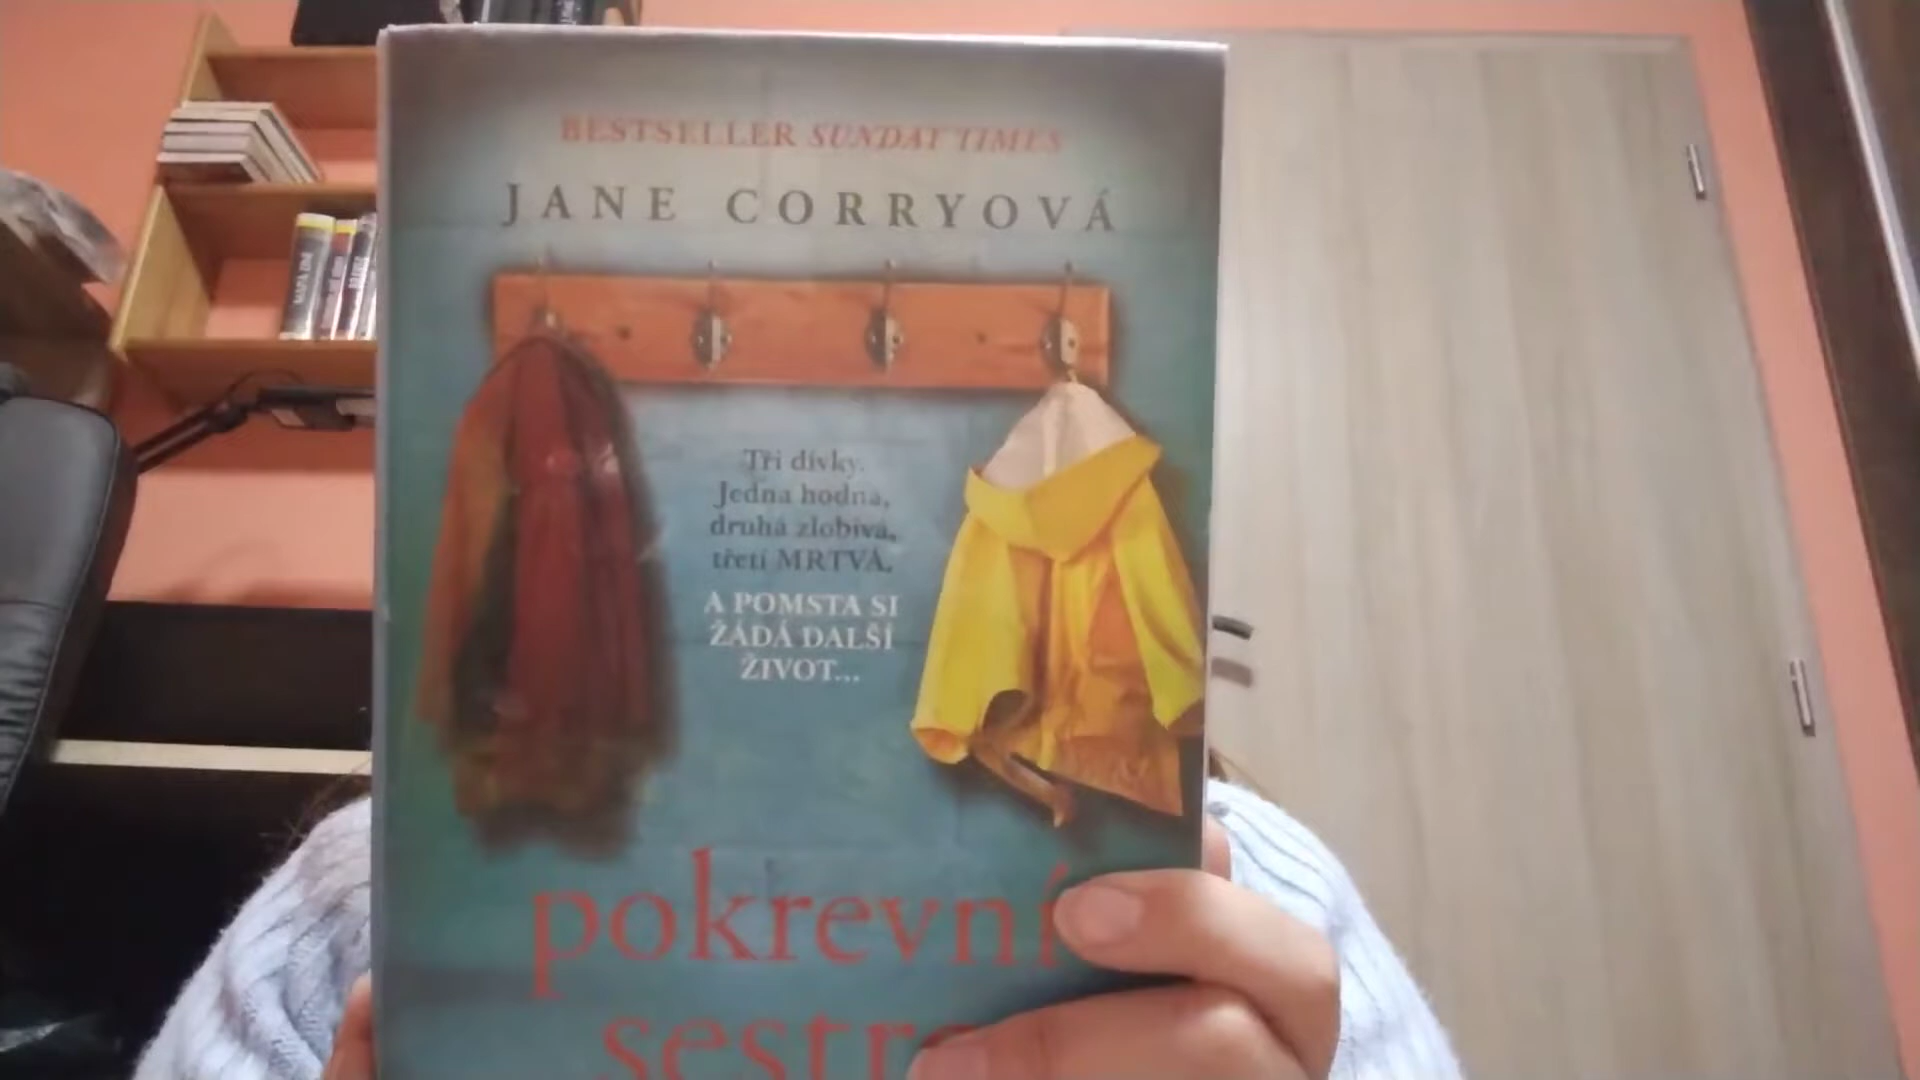 BESTSELLER SUNDAY TIMES
JANE CORRYOVÁ
Tři dívky.
Jedna hodná,
druhá zlobivá,
třetí MRTVÁ.
A POMSTA SI
ŽÁDÁ DALŠÍ
ŽIVOT...
pokrevní